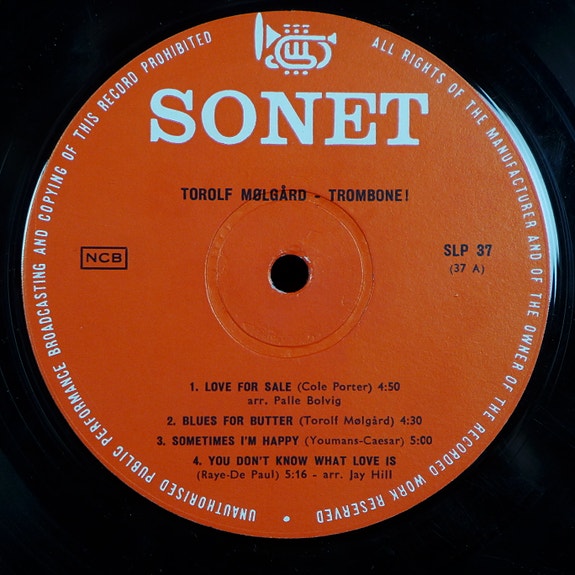 UNAUTHORISED PUBLIC PERFORMANCE BROADCASTING AND COPYING OF THIS RECORD PROHIBITED
ALL RIGHTS OF THE MANUFACTURER AND OF THE OWNER OF THE RECORDED WORK RESERVED
SONET
TOROLF MØLGÅRD - TROMBONE!
NCB
SLP 37
(37 A)
1. LOVE FOR SALE (Cole Porter) 4:50
arr. Palle Bolvig
2. BLUES FOR BUTTER (Torolf Mølgård) 4:30
3. SOMETIMES I'M HAPPY (Youmans-Caesar) 5:00
4. YOU DON'T KNOW WHAT LOVE IS
(Raye-De Paul) 5:16 - arr. Jay Hill